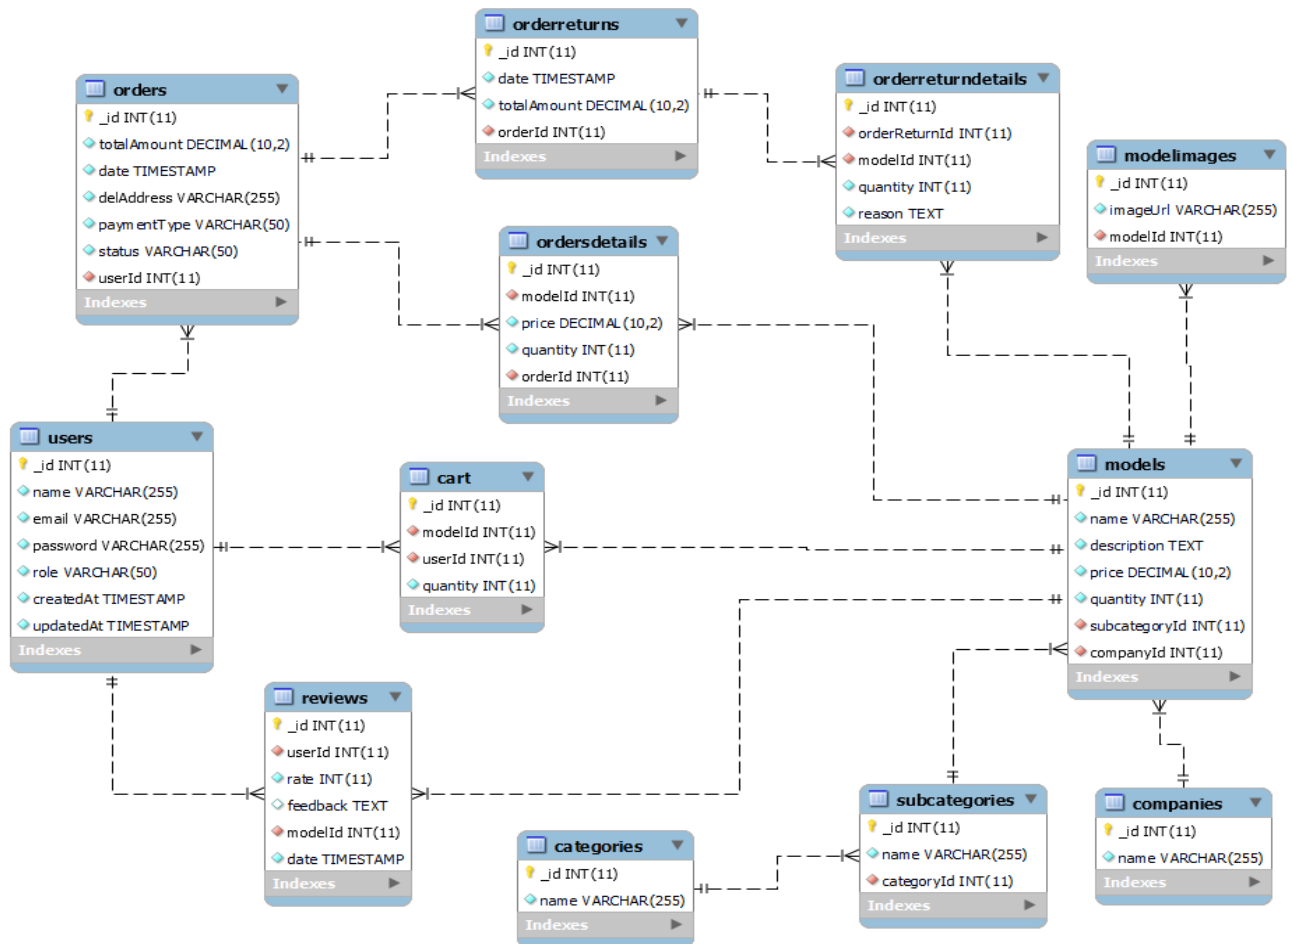 orderreturns
_id INT(11)
date TIMESTAMP
totalAmount DECIMAL(10,2)
orderId INT(11)
Indexes
orders
_id INT(11)
totalAmount DECIMAL(10,2)
date TIMESTAMP
delAddress VARCHAR(255)
paymentType VARCHAR(50)
status VARCHAR(50)
userId INT(11)
Indexes
orderreturndetails
_id INT(11)
orderReturnId INT(11)
modelId INT(11)
quantity INT(11)
reason TEXT
Indexes
modelimages
_id INT(11)
imageUrl VARCHAR(255)
modelId INT(11)
Indexes
ordersdetails
_id INT(11)
modelId INT(11)
price DECIMAL(10,2)
quantity INT(11)
orderId INT(11)
Indexes
users
_id INT(11)
name VARCHAR(255)
email VARCHAR(255)
password VARCHAR(255)
role VARCHAR(50)
createdAt TIMESTAMP
updatedAt TIMESTAMP
Indexes
cart
_id INT(11)
modelId INT(11)
userId INT(11)
quantity INT(11)
Indexes
models
_id INT(11)
name VARCHAR(255)
description TEXT
price DECIMAL(10,2)
quantity INT(11)
subcategoryId INT(11)
companyId INT(11)
Indexes
reviews
_id INT(11)
userId INT(11)
rate INT(11)
feedback TEXT
modelId INT(11)
date TIMESTAMP
Indexes
categories
_id INT(11)
name VARCHAR(255)
Indexes
subcategories
_id INT(11)
name VARCHAR(255)
categoryId INT(11)
Indexes
companies
_id INT(11)
name VARCHAR(255)
Indexes